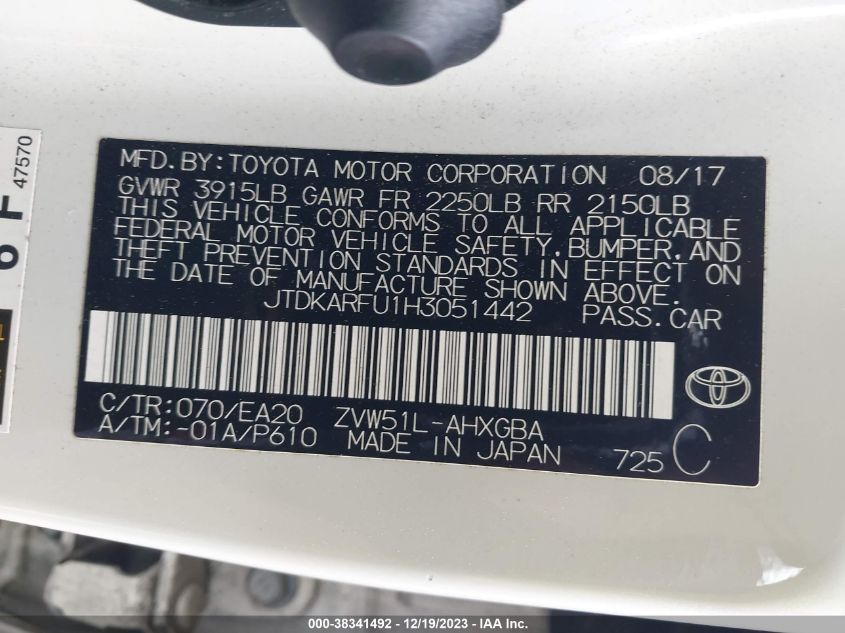 MFD.BY:TOYOTA MOTOR CORPORATION 08/17
GVWR 3915LB GAWR FR 2250LB RR 2150LB
THIS VEHICLE CONFORMS TO ALL APPLICABLE
FEDERAL MOTOR VEHICLE SAFETY,BUMPER,AND
THEFT PREVENTION STANDARDS IN EFFECT ON
THE DATE OF MANUFACTURE SHOWN ABOVE.
JTDKARFU1H3051442 PASS.CAR
C/TR:070/EA20 ZVW51L-AHXGBA
A/TM:-01A/P610 MADE IN JAPAN 725 C
47570
6 F
000-38341492 - 12/19/2023 - © IAA, Inc.